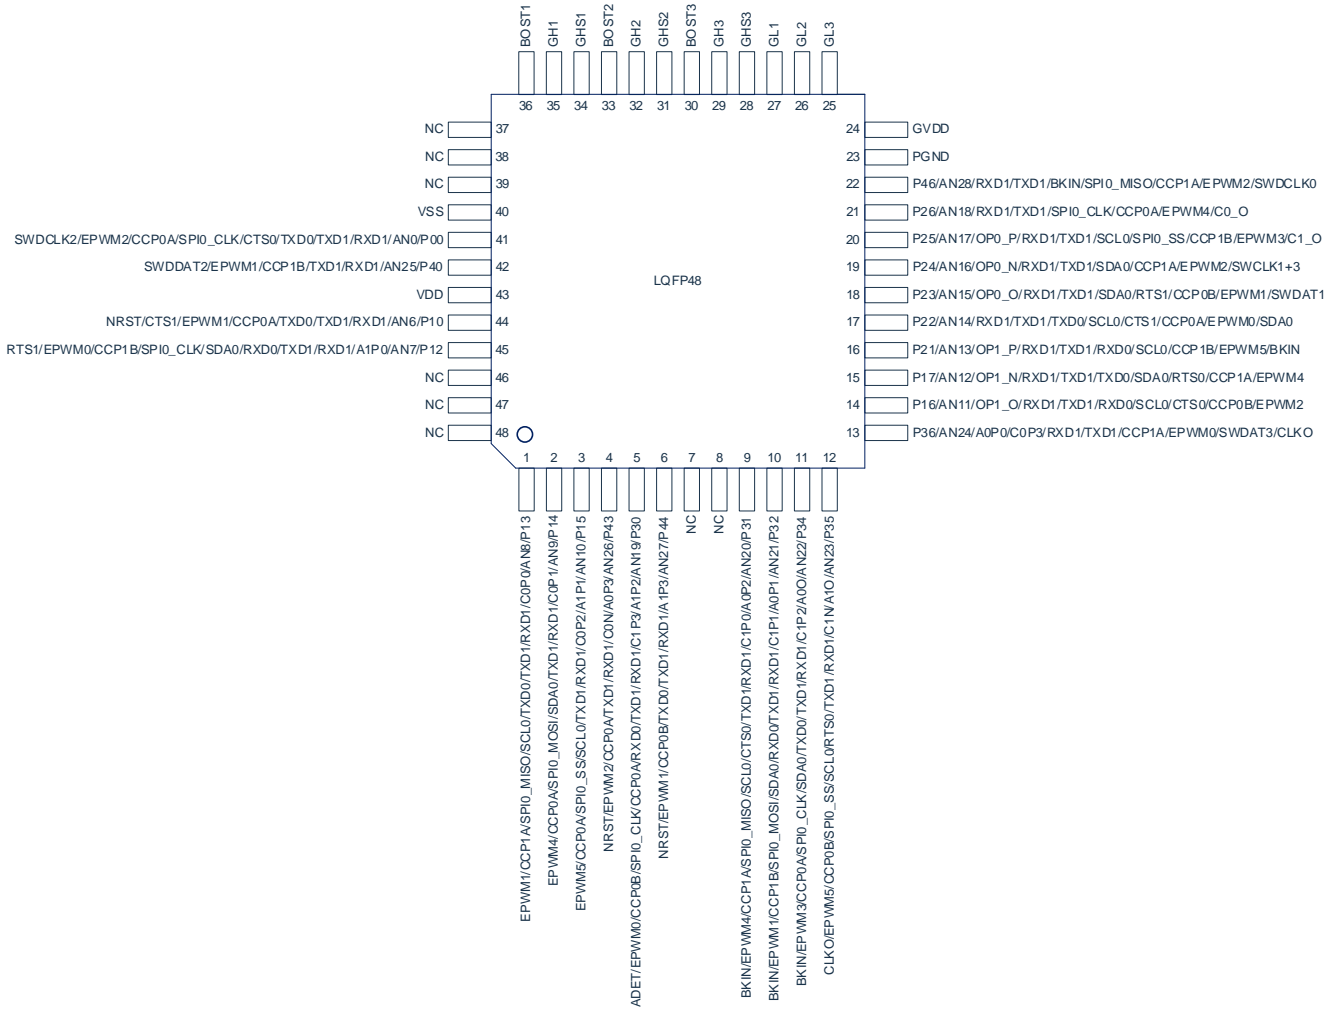 BOST1
GH1
GHS1
BOST2
GH2
GHS2
BOST3
GH3
GHS3
GL1
GL2
GL3
36
35
34
33
32
31
30
29
28
27
26
25
NC 37
NC 38
NC 39
VSS 40
SWDCLK2/EPWM2/CCP0A/SPI0_CLK/CTS0/TXD0/TXD1/RXD1/AN0/P00 41
SWDDAT2/EPWM1/CCP1B/TXD1/RXD1/AN25/P40 42
VDD 43
NRST/CTS1/EPWM1/CCP0A/TXD0/TXD1/RXD1/AN6/P10 44
RTS1/EPWM0/CCP1B/SPI0_CLK/SDA0/RXD0/TXD1/RXD1/A1P0/AN7/P12 45
NC 46
NC 47
NC 48
LQFP48
24 GVDD
23 PGND
22 P46/AN28/RXD1/TXD1/BKIN/SPI0_MISO/CCP1A/EPWM2/SWDCLK0
21 P26/AN18/RXD1/TXD1/SPI0_CLK/CCP0A/EPWM4/C0_O
20 P25/AN17/OP0_P/RXD1/TXD1/SCL0/SPI0_SS/CCP1B/EPWM3/C1_O
19 P24/AN16/OP0_N/RXD1/TXD1/SDA0/CCP1A/EPWM2/SWCLK1+3
18 P23/AN15/OP0_O/RXD1/TXD1/SDA0/RTS1/CCP0B/EPWM1/SWDAT1
17 P22/AN14/RXD1/TXD1/TXD0/SCL0/CTS1/CCP0A/EPWM0/SDA0
16 P21/AN13/OP1_P/RXD1/TXD1/RXD0/SCL0/CCP1B/EPWM5/BKIN
15 P17/AN12/OP1_N/RXD1/TXD1/TXD0/SDA0/RTS0/CCP1A/EPWM4
14 P16/AN11/OP1_O/RXD1/TXD1/RXD0/SCL0/CTS0/CCP0B/EPWM2
13 P36/AN24/A0P0/C0P3/RXD1/TXD1/CCP1A/EPWM0/SWDAT3/CLKO
1
2
3
4
5
6
7
8
9
10
11
12
EPWM1/CCP1A/SPI0_MISO/SCL0/TXD0/TXD1/RXD1/C0P0/AN8/P13
EPWM4/CCP0A/SPI0_MOSI/SDA0/TXD1/RXD1/C0P1/AN9/P14
EPWM5/CCP0A/SPI0_SS/SCL0/TXD1/RXD1/C0P2/A1P1/AN10/P15
NRST/EPWM2/CCP0A/TXD1/RXD1/C0N/A0P3/AN26/P43
ADET/EPWM0/CCP0B/SPI0_CLK/CCP0A/RXD0/TXD1/RXD1/C1P3/A1P2/AN19/P30
NRST/EPWM1/CCP0B/TXD0/TXD1/RXD1/A1P3/AN27/P44
NC
NC
BKIN/EPWM4/CCP1A/SPI0_MISO/SCL0/CTS0/TXD1/RXD1/C1P0/A0P2/AN20/P31
BKIN/EPWM1/CCP1B/SPI0_MOSI/SDA0/RXD0/TXD1/RXD1/C1P1/A0P1/AN21/P32
BKIN/EPWM3/CCP0A/SPI0_CLK/SDA0/TXD0/TXD1/RXD1/C1P2/A0O/AN22/P34
CLKO/EPWM5/CCP0B/SPI0_SS/SCL0/RTS0/TXD1/RXD1/C1N/A1O/AN23/P35